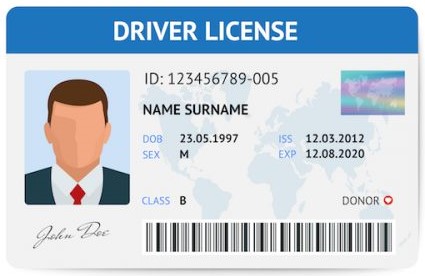 DRIVER LICENSE
ID: 123456789-005
NAME SURNAME
DOB 23.05.1997 ISS 12.03.2012
SEX M EXP 12.08.2020
CLASS B DONOR
John Doe